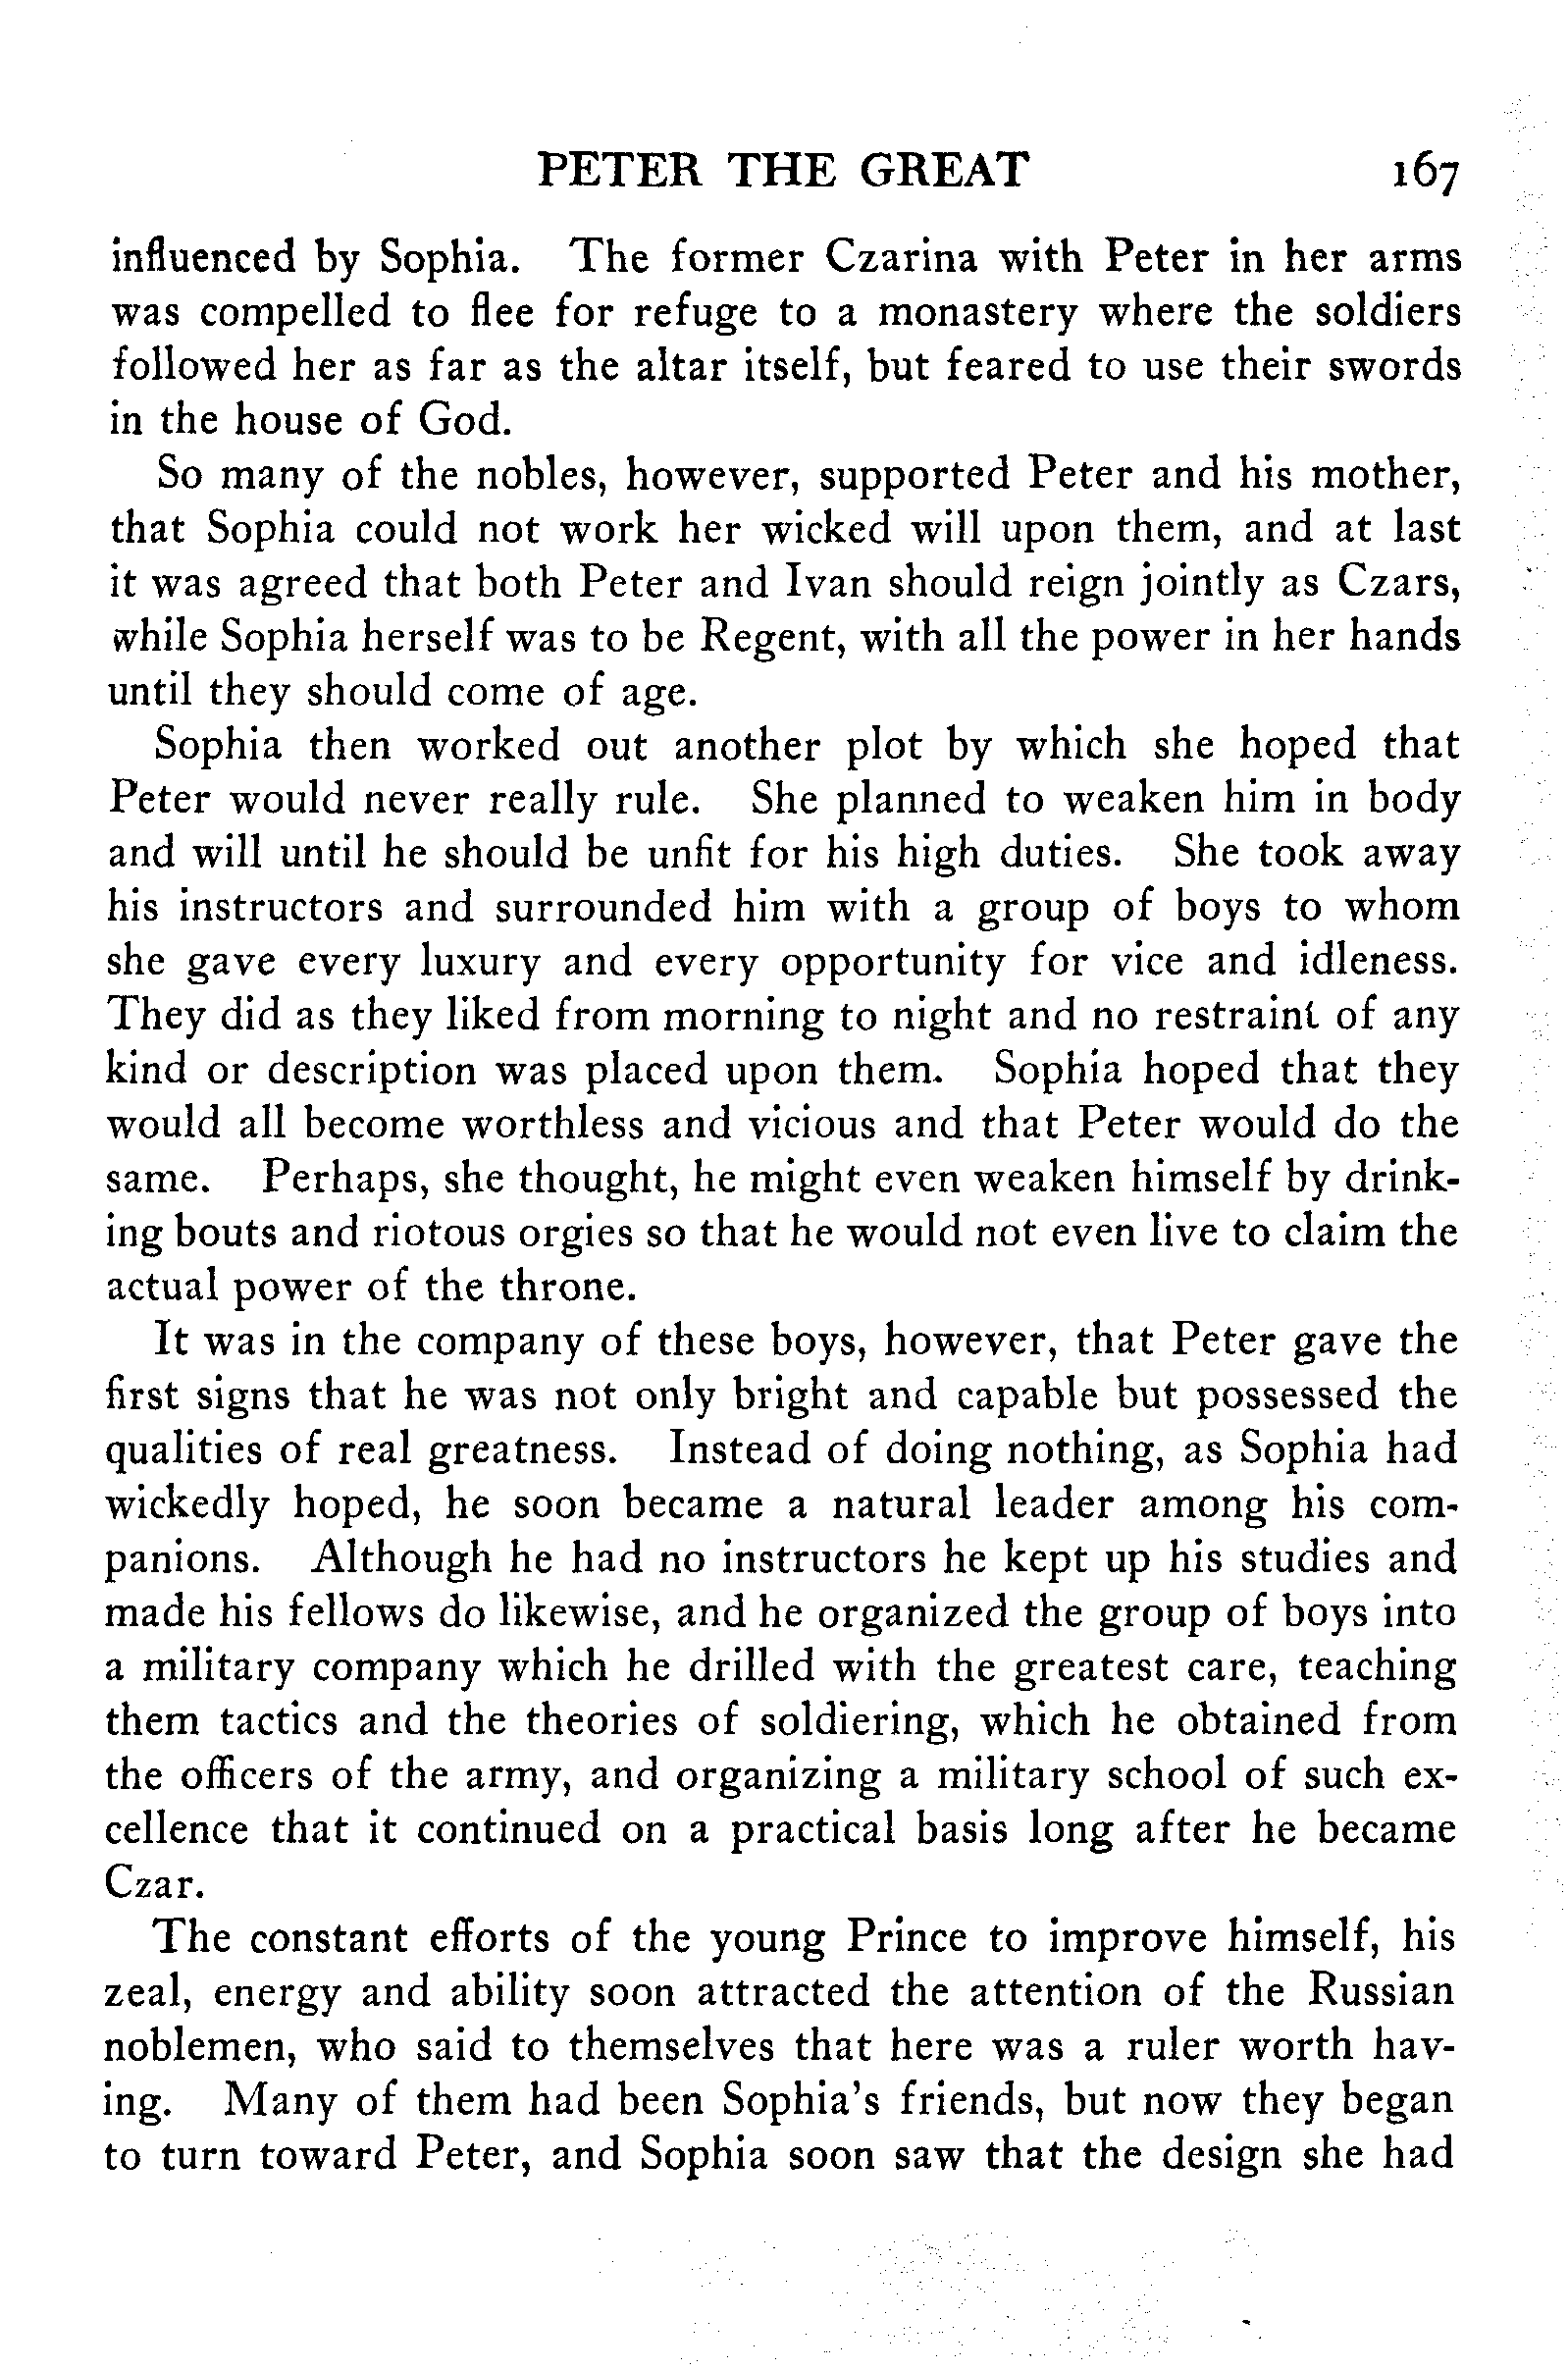 PETER THE GREAT 167
influenced by Sophia. The former Czarina with Peter in her arms
was compelled to flee for refuge to a monastery where the soldiers
followed her as far as the altar itself, but feared to use their swords
in the house of God.
So many of the nobles, however, supported Peter and his mother,
that Sophia could not work her wicked will upon them, and at last
it was agreed that both Peter and Ivan should reign jointly as Czars,
while Sophia herself was to be Regent, with all the power in her hands
until they should come of age.
Sophia then worked out another plot by which she hoped that
Peter would never really rule. She planned to weaken him in body
and will until he should be unfit for his high duties. She took away
his instructors and surrounded him with a group of boys to whom
she gave every luxury and every opportunity for vice and idleness.
They did as they liked from morning to night and no restraint of any
kind or description was placed upon them. Sophia hoped that they
would all become worthless and vicious and that Peter would do the
same. Perhaps, she thought, he might even weaken himself by drink-
ing bouts and riotous orgies so that he would not even live to claim the
actual power of the throne.
It was in the company of these boys, however, that Peter gave the
first signs that he was not only bright and capable but possessed the
qualities of real greatness. Instead of doing nothing, as Sophia had
wickedly hoped, he soon became a natural leader among his com-
panions. Although he had no instructors he kept up his studies and
made his fellows do likewise, and he organized the group of boys into
a military company which he drilled with the greatest care, teaching
them tactics and the theories of soldiering, which he obtained from
the officers of the army, and organizing a military school of such ex-
cellence that it continued on a practical basis long after he became
Czar.
The constant efforts of the young Prince to improve himself, his
zeal, energy and ability soon attracted the attention of the Russian
noblemen, who said to themselves that here was a ruler worth hav-
ing. Many of them had been Sophia's friends, but now they began
to turn toward Peter, and Sophia soon saw that the design she had